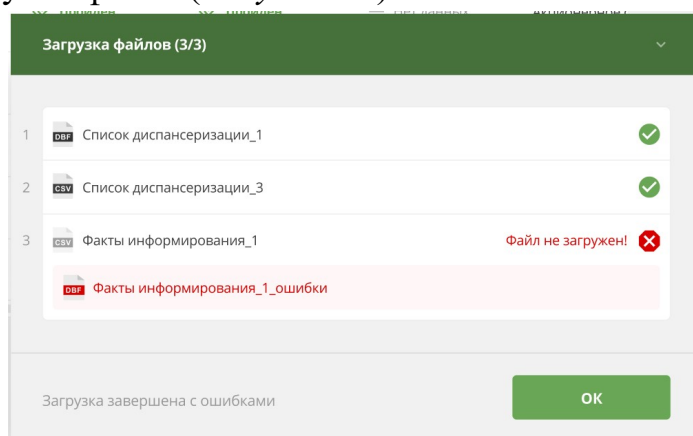 Загрузка файлов (3/3)
1 DBF Список диспансеризации_1
2 CSV Список диспансеризации_3
3 CSV Факты информирования_1 Файл не загружен!
DBF Факты информирования_1_ошибки
Загрузка завершена с ошибками ОК